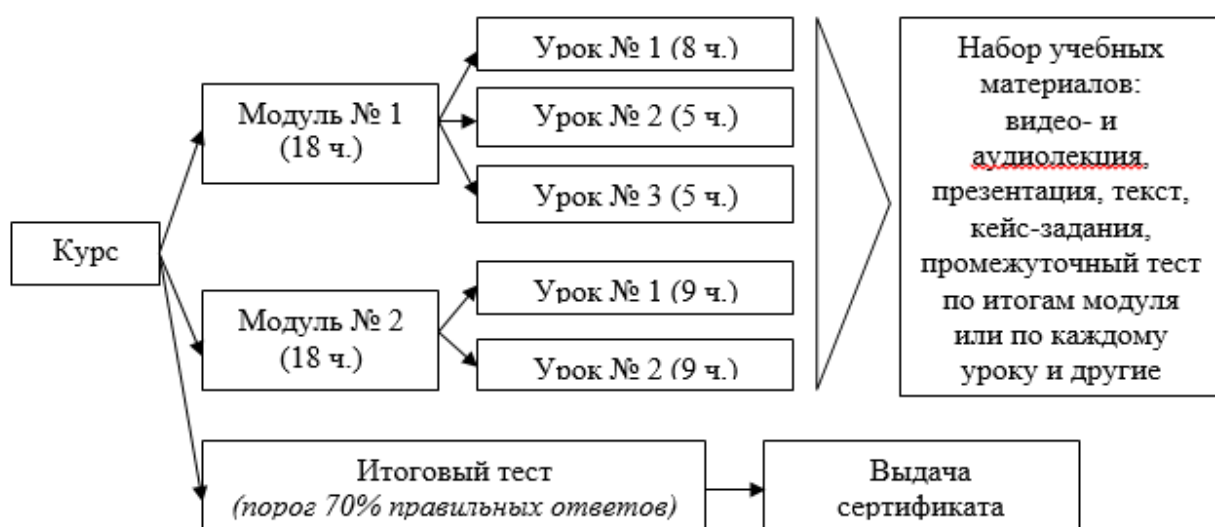 Курс
Модуль № 1
(18 ч.)
Урок № 1 (8 ч.)
Урок № 2 (5 ч.)
Урок № 3 (5 ч.)
Модуль № 2
(18 ч.)
Урок № 1 (9 ч.)
Урок № 2 (9 ч.)
Набор учебных
материалов:
видео- и
аудиолекция,
презентация, текст,
кейс-задания,
промежуточный тест
по итогам модуля
или по каждому
уроку и другие
Итоговый тест
(порог 70% правильных ответов)
Выдача
сертификата